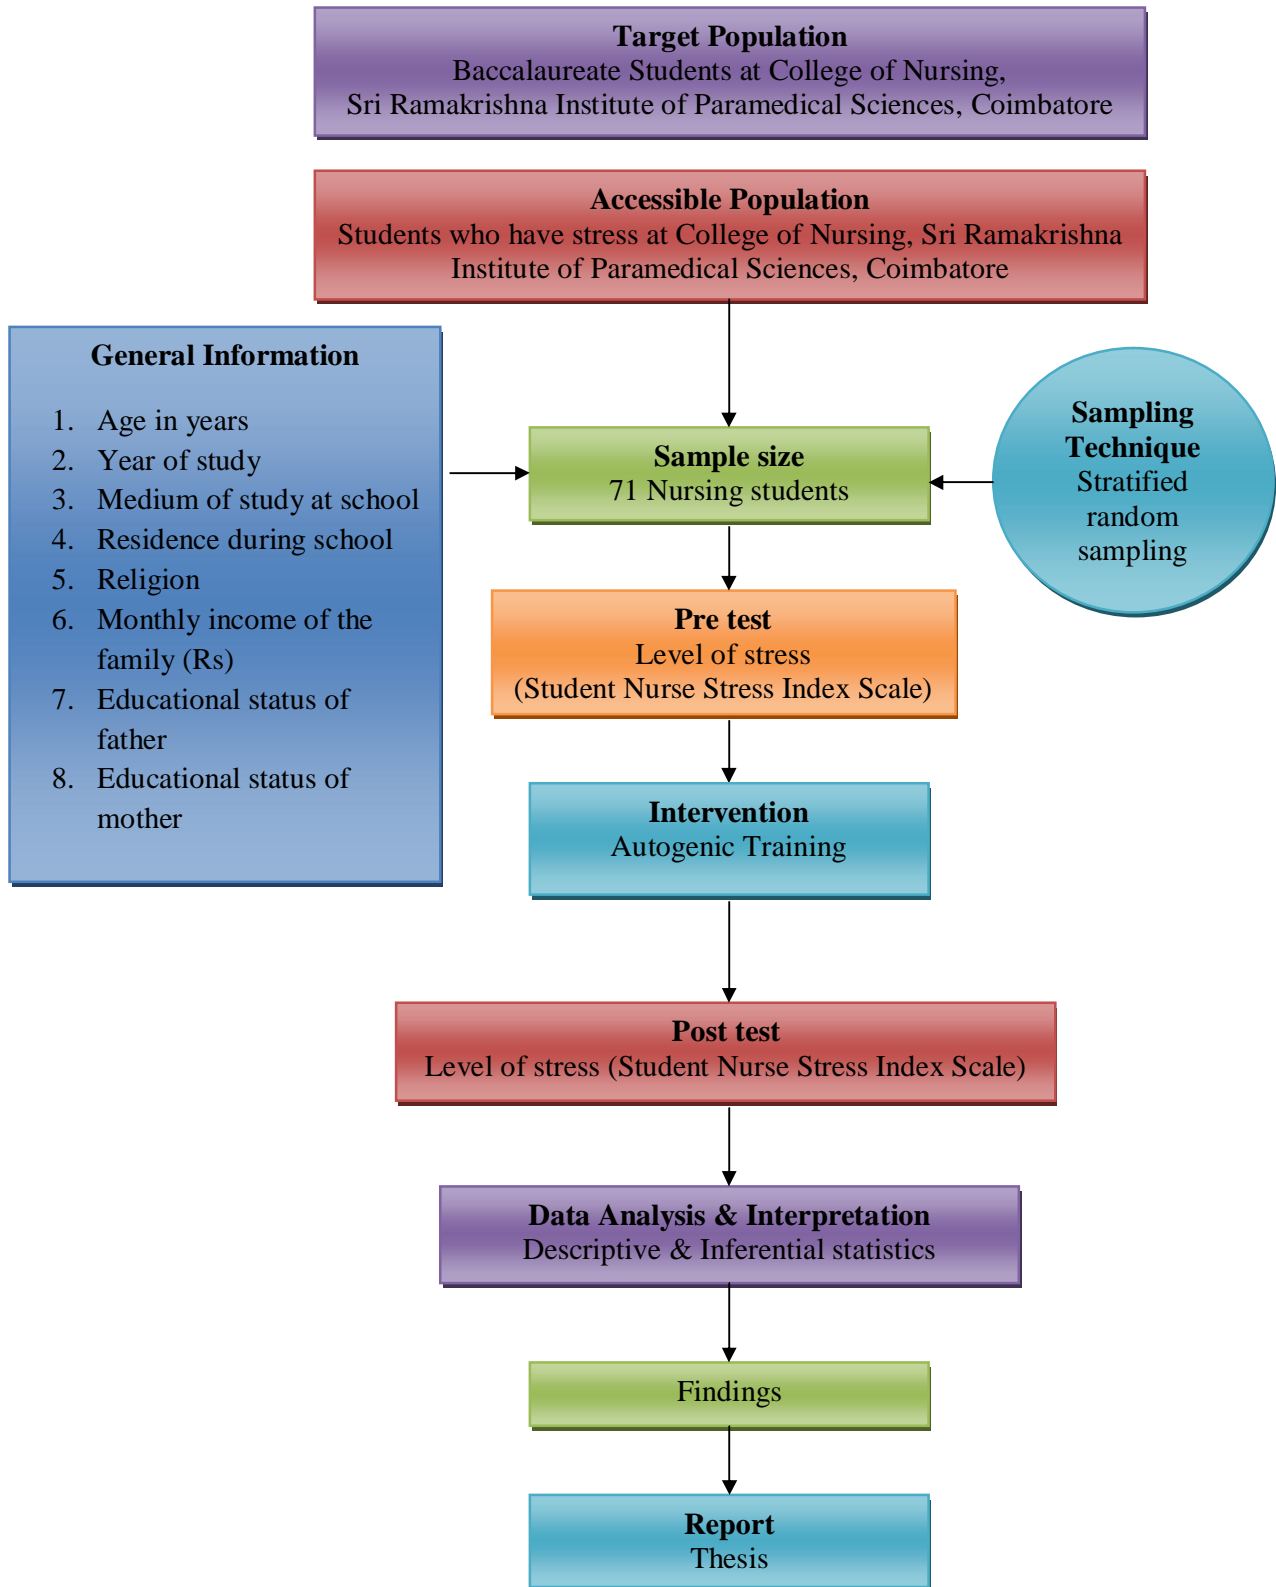 Target Population
Baccalaureate Students at College of Nursing,
Sri Ramakrishna Institute of Paramedical Sciences, Coimbatore
Accessible Population
Students who have stress at College of Nursing, Sri Ramakrishna
Institute of Paramedical Sciences, Coimbatore
General Information
1. Age in years
2. Year of study
3. Medium of study at school
4. Residence during school
5. Religion
6. Monthly income of the
family (Rs)
7. Educational status of
father
8. Educational status of
mother
Sample size
71 Nursing students
Sampling
Technique
Stratified
random
sampling
Pre test
Level of stress
(Student Nurse Stress Index Scale)
Intervention
Autogenic Training
Post test
Level of stress (Student Nurse Stress Index Scale)
Data Analysis & Interpretation
Descriptive & Inferential statistics
Findings
Report
Thesis